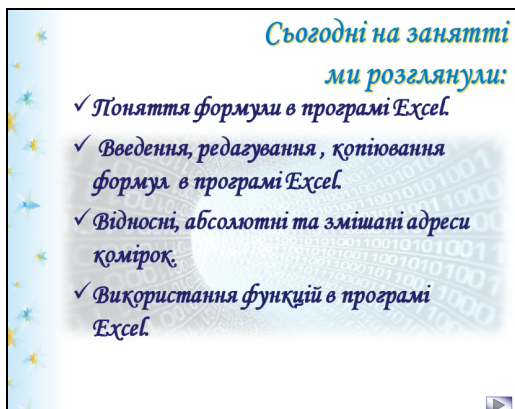 Сьогодні на занятті
ми розглянули:
✓ Поняття формули в програмі Excel.
✓ Введення, редагування , копіювання
формул в програмі Excel.
✓ Відносні, абсолютні та змішані адреси
комірок.
✓ Використання функцій в програмі
Excel.